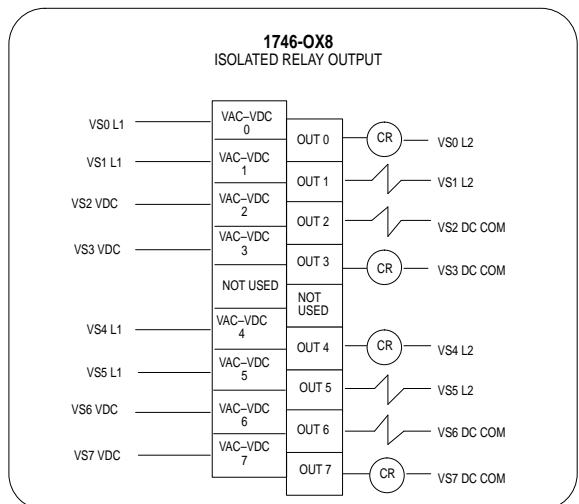 1746-OX8
ISOLATED RELAY OUTPUT
VS0 L1
VAC–VDC
0
OUT 0
CR
VS0 L2
VS1 L1
VAC–VDC
1
OUT 1
VS1 L2
VS2 VDC
VAC–VDC
2
OUT 2
VS2 DC COM
VS3 VDC
VAC–VDC
3
OUT 3
CR
VS3 DC COM
NOT USED
NOT
USED
VS4 L1
VAC–VDC
4
OUT 4
CR
VS4 L2
VS5 L1
VAC–VDC
5
OUT 5
VS5 L2
VS6 VDC
VAC–VDC
6
OUT 6
VS6 DC COM
VS7 VDC
VAC–VDC
7
OUT 7
CR
VS7 DC COM